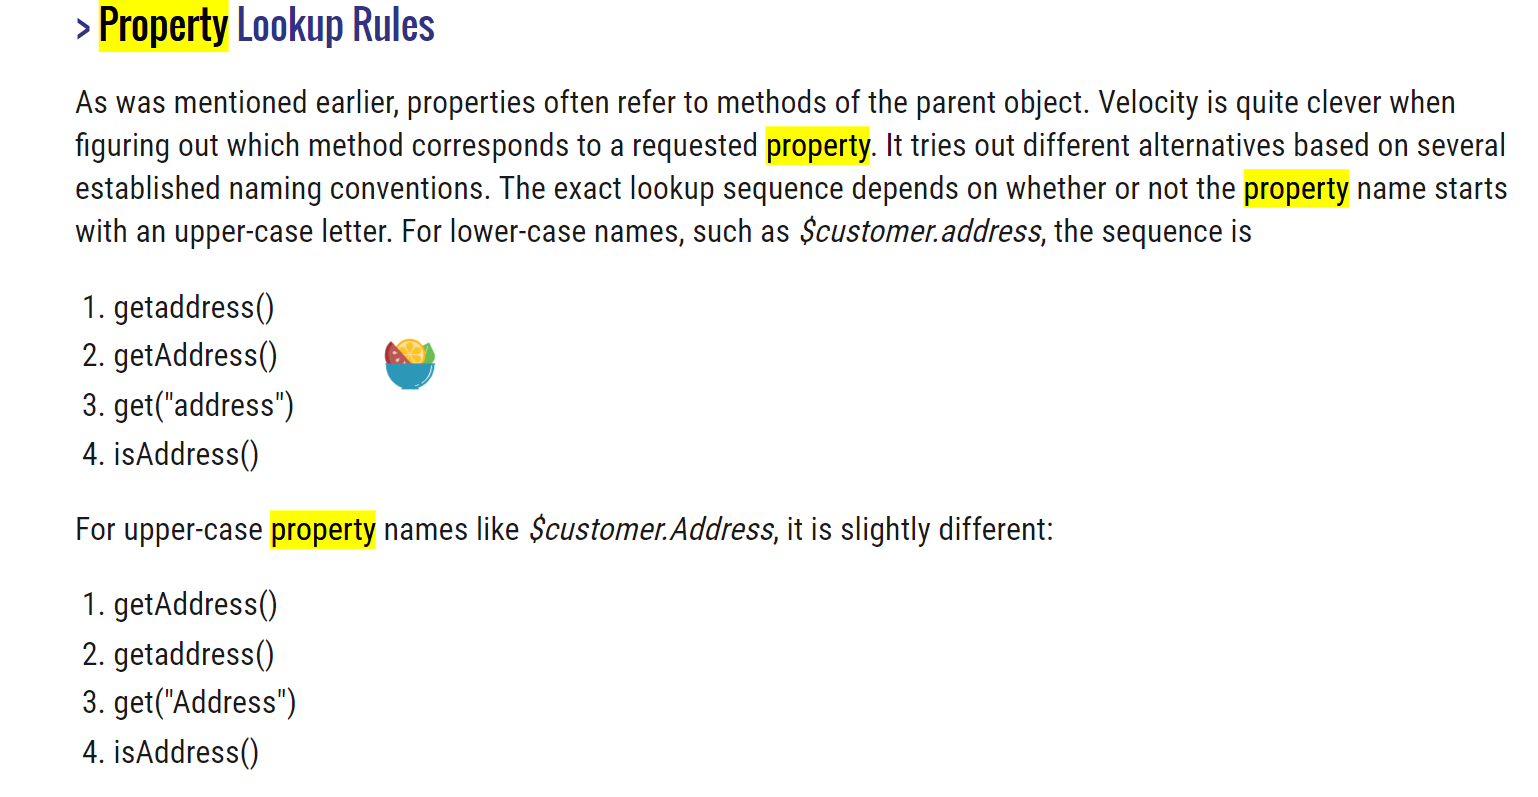 > Property Lookup Rules
As was mentioned earlier, properties often refer to methods of the parent object. Velocity is quite clever when
figuring out which method corresponds to a requested property. It tries out different alternatives based on several
established naming conventions. The exact lookup sequence depends on whether or not the property name starts
with an upper-case letter. For lower-case names, such as $customer.address, the sequence is
1. getaddress()
2. getAddress()
3. get("address")
4. isAddress()
For upper-case property names like $customer.Address, it is slightly different:
1. getAddress()
2. getaddress()
3. get("Address")
4. isAddress()